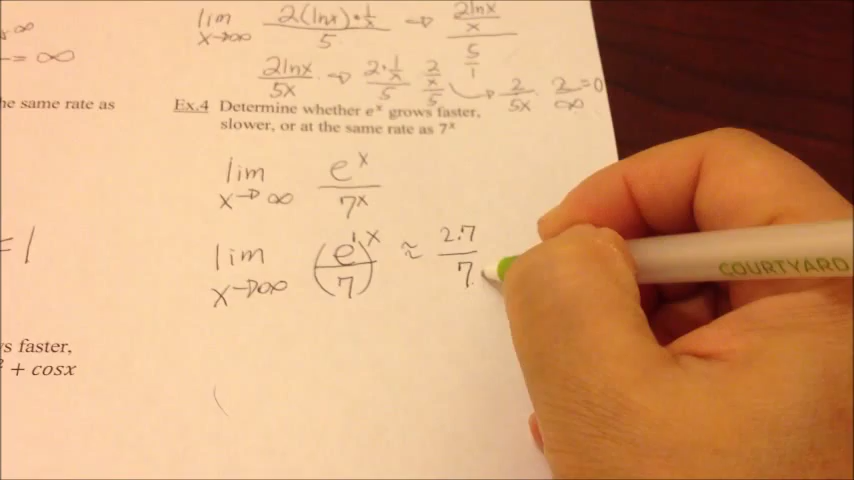 lim x→∞ 2(lnx)·1/x / 5 → 2lnx/x / 5/1
→∞
= ∞
2lnx/5x → 2·1/x / 5 2/x / 5 → 2/5x 2/∞ = 0
he same rate as
Ex.4 Determine whether eˣ grows faster,
slower, or at the same rate as 7ˣ
lim x→∞ eˣ/7ˣ
= 1
lim x→∞ (e¹/7)ˣ ≈ 2.7/7.
s faster,
² + cosx
(
COURTYARD